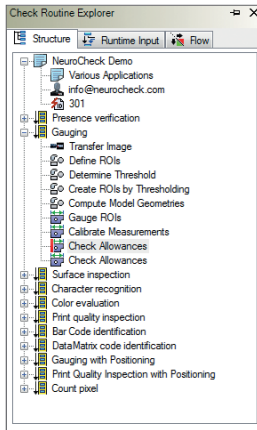 Check Routine Explorer
Structure Runtime Input Flow
NeuroCheck Demo
Various Applications
info@neurocheck.com
301
Presence verification
Gauging
Transfer Image
Define ROIs
Determine Threshold
Create ROIs by Thresholding
Compute Model Geometries
Gauge ROIs
Calibrate Measurements
Check Allowances
Check Allowances
Surface inspection
Character recognition
Color evaluation
Print quality inspection
Bar Code identification
DataMatrix code identification
Gauging with Positioning
Print Quality Inspection with Positioning
Count pixel